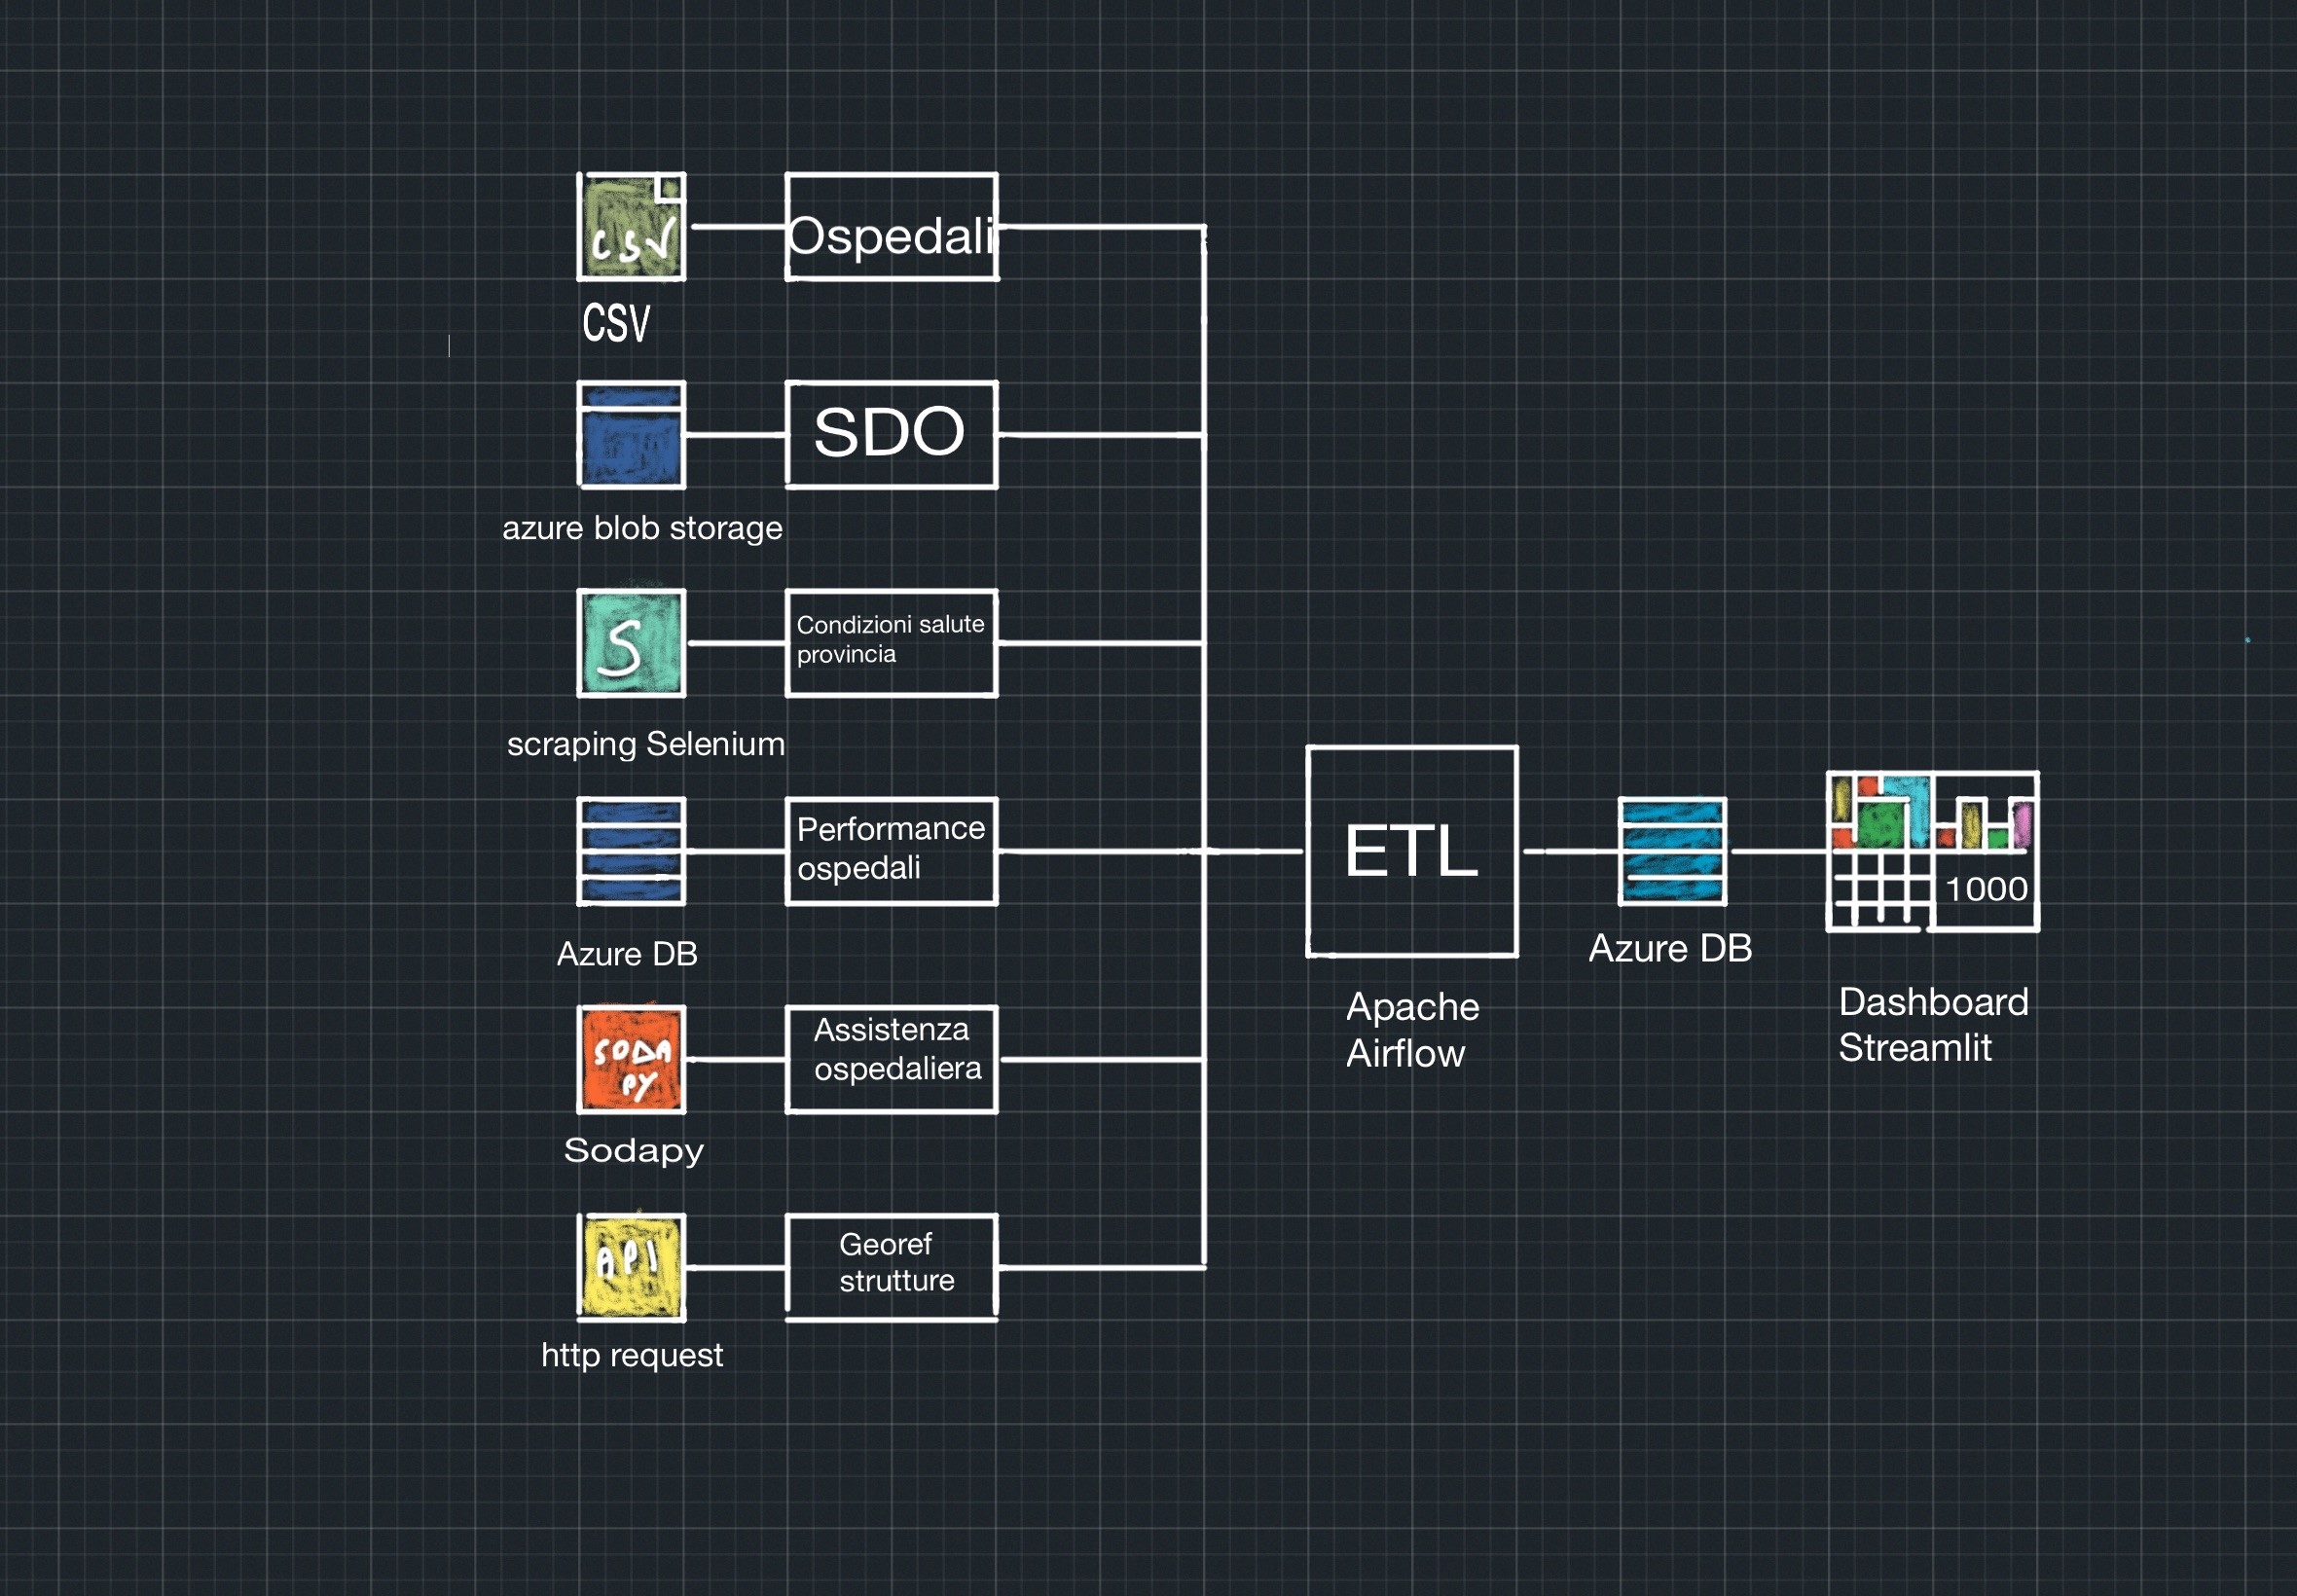 CSV
Ospedali
CSV
SDO
azure blob storage
S
Condizioni salute
provincia
scraping Selenium
Performance
ospedali
Azure DB
SODA
PY
Assistenza
ospedaliera
Sodapy
API
Georef
strutture
http request
ETL
Apache
Airflow
Azure DB
1000
Dashboard
Streamlit